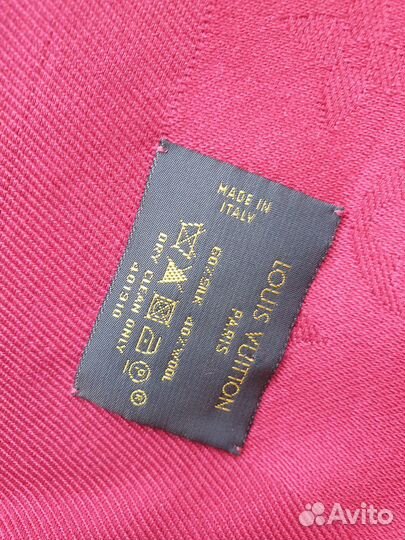 LOUIS VUITTON
PARIS
MADE IN
ITALY
60%SILK 40%WOOL
DRY CLEAN ONLY
401310
P
®
Avito